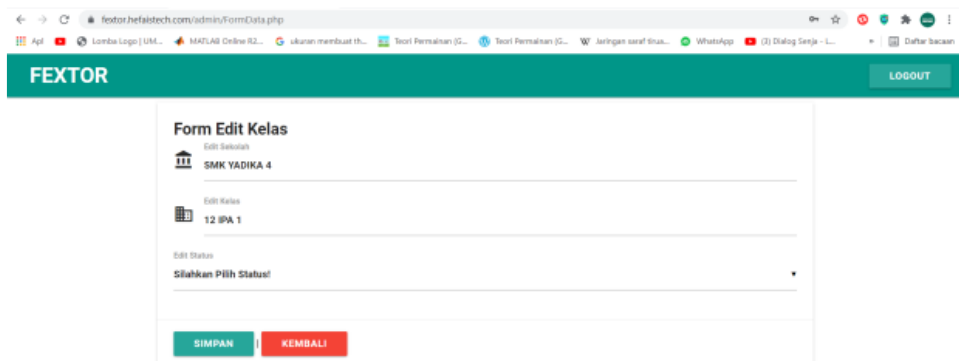 fextor.hefaistech.com/admin/FormData.php
Apl Lomba Logo | UM... MATLAB Online R2... ukuran membuat th... Teori Permainan (G... Teori Permainan (G... Jaringan saraf tirua... WhatsApp (3) Dialog Senja - L... » Daftar bacaan
FEXTOR LOGOUT
Form Edit Kelas
Edit Sekolah
SMK YADIKA 4
Edit Kelas
12 IPA 1
Edit Status
Silahkan Pilih Status!
SIMPAN | KEMBALI